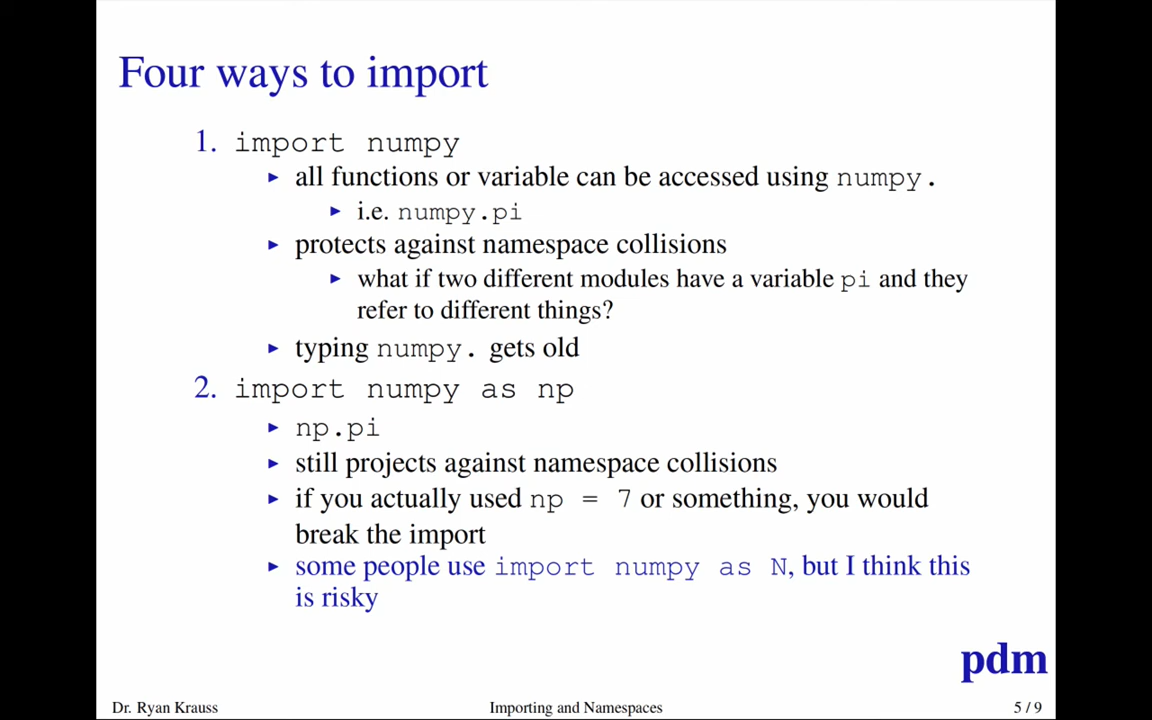 Four ways to import
1. import numpy
▶ all functions or variable can be accessed using numpy.
▶ i.e. numpy.pi
▶ protects against namespace collisions
▶ what if two different modules have a variable pi and they
refer to different things?
▶ typing numpy. gets old
2. import numpy as np
▶ np.pi
▶ still projects against namespace collisions
▶ if you actually used np = 7 or something, you would
break the import
▶ some people use import numpy as N, but I think this
is risky
pdm
Dr. Ryan Krauss Importing and Namespaces 5 / 9